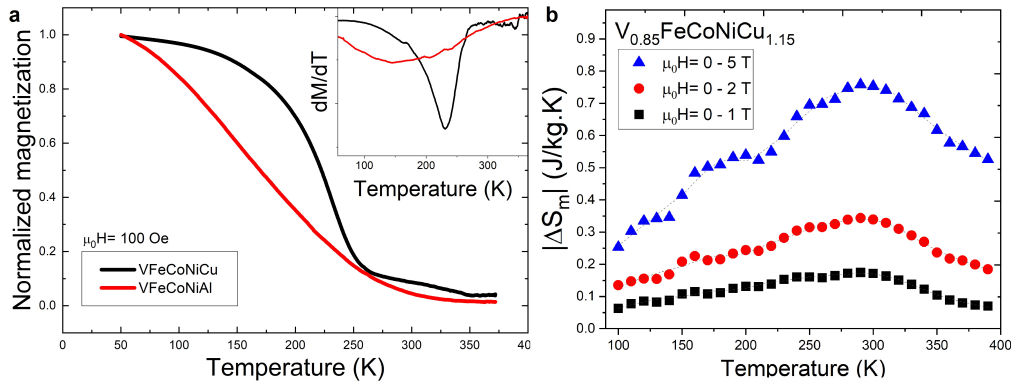 a
Normalized magnetization
1.0
0.8
0.6
0.4
0.2
0.0
0
50
100
150
200
250
300
350
40
Temperature (K)
μ₀H= 100 Oe
VFeCoNiCu
VFeCoNiAl
dM/dT
100
200
300
Temperature (K)
b
|ΔSₘ| (J/kg.K)
0.9
0.8
0.7
0.6
0.5
0.4
0.3
0.2
0.1
0.0
100
150
200
250
300
350
400
Temperature (K)
V₀.₈₅FeCoNiCu₁.₁₅
μ₀H= 0 - 5 T
μ₀H= 0 - 2 T
μ₀H= 0 - 1 T